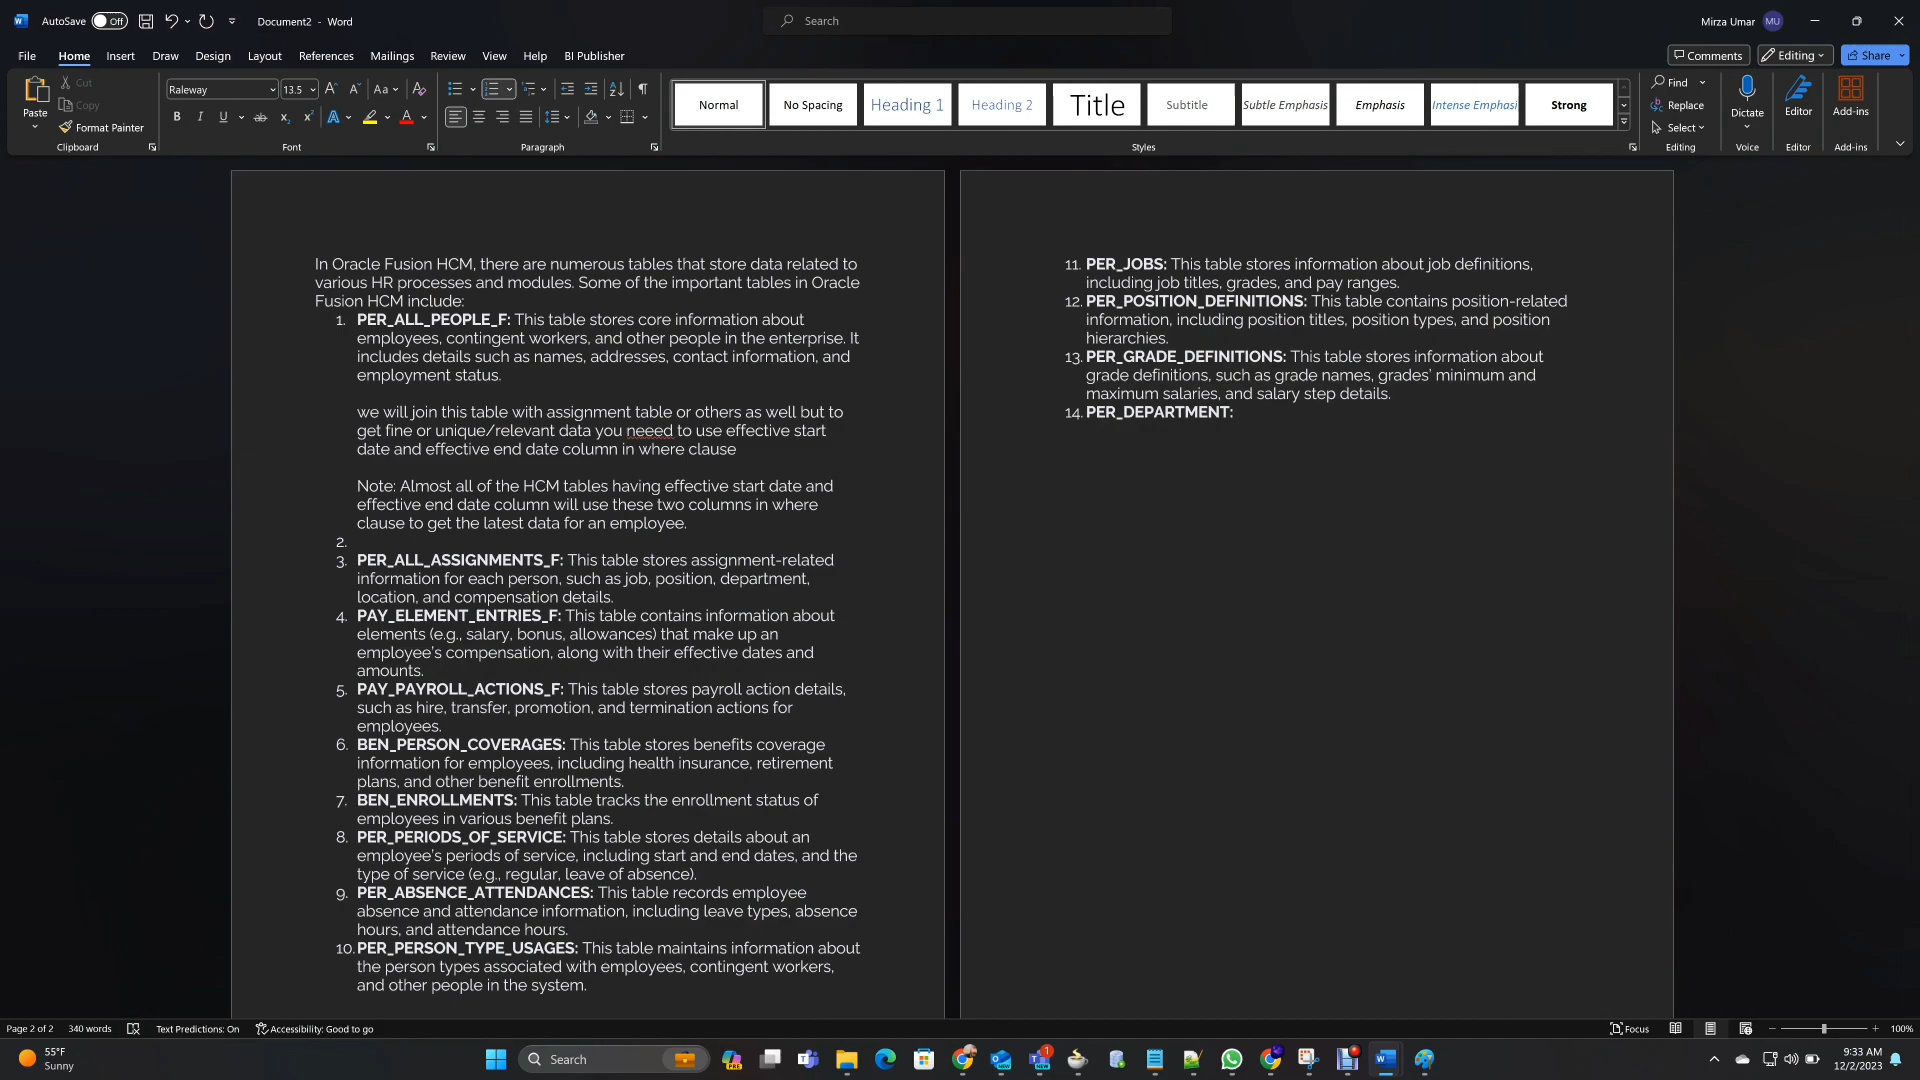 AutoSave Off Document2 - Word Search Mirza Umar MU
File Home Insert Draw Design Layout References Mailings Review View Help BI Publisher Comments Editing Share
Paste Cut Copy Format Painter Clipboard
Raleway 13.5 Font
Paragraph
Normal No Spacing Heading 1 Heading 2 Title Subtitle Subtle Emphasis Emphasis Intense Emphasi Strong
Styles
Find Replace Select Editing
Dictate Voice
Editor Editor
Add-ins Add-ins
In Oracle Fusion HCM, there are numerous tables that store data related to
various HR processes and modules. Some of the important tables in Oracle
Fusion HCM include:
1. PER_ALL_PEOPLE_F: This table stores core information about
employees, contingent workers, and other people in the enterprise. It
includes details such as names, addresses, contact information, and
employment status.
we will join this table with assignment table or others as well but to
get fine or unique/relevant data you neeed to use effective start
date and effective end date column in where clause
Note: Almost all of the HCM tables having effective start date and
effective end date column will use these two columns in where
clause to get the latest data for an employee.
2.
3. PER_ALL_ASSIGNMENTS_F: This table stores assignment-related
information for each person, such as job, position, department,
location, and compensation details.
4. PAY_ELEMENT_ENTRIES_F: This table contains information about
elements (e.g., salary, bonus, allowances) that make up an
employee's compensation, along with their effective dates and
amounts.
5. PAY_PAYROLL_ACTIONS_F: This table stores payroll action details,
such as hire, transfer, promotion, and termination actions for
employees.
6. BEN_PERSON_COVERAGES: This table stores benefits coverage
information for employees, including health insurance, retirement
plans, and other benefit enrollments.
7. BEN_ENROLLMENTS: This table tracks the enrollment status of
employees in various benefit plans.
8. PER_PERIODS_OF_SERVICE: This table stores details about an
employee's periods of service, including start and end dates, and the
type of service (e.g., regular, leave of absence).
9. PER_ABSENCE_ATTENDANCES: This table records employee
absence and attendance information, including leave types, absence
hours, and attendance hours.
10. PER_PERSON_TYPE_USAGES: This table maintains information about
the person types associated with employees, contingent workers,
and other people in the system.
11. PER_JOBS: This table stores information about job definitions,
including job titles, grades, and pay ranges.
12. PER_POSITION_DEFINITIONS: This table contains position-related
information, including position titles, position types, and position
hierarchies.
13. PER_GRADE_DEFINITIONS: This table stores information about
grade definitions, such as grade names, grades' minimum and
maximum salaries, and salary step details.
14. PER_DEPARTMENT:
Page 2 of 2 340 words Text Predictions: On Accessibility: Good to go Focus 100%
55°F
Sunny
Search
9:33 AM
12/2/2023